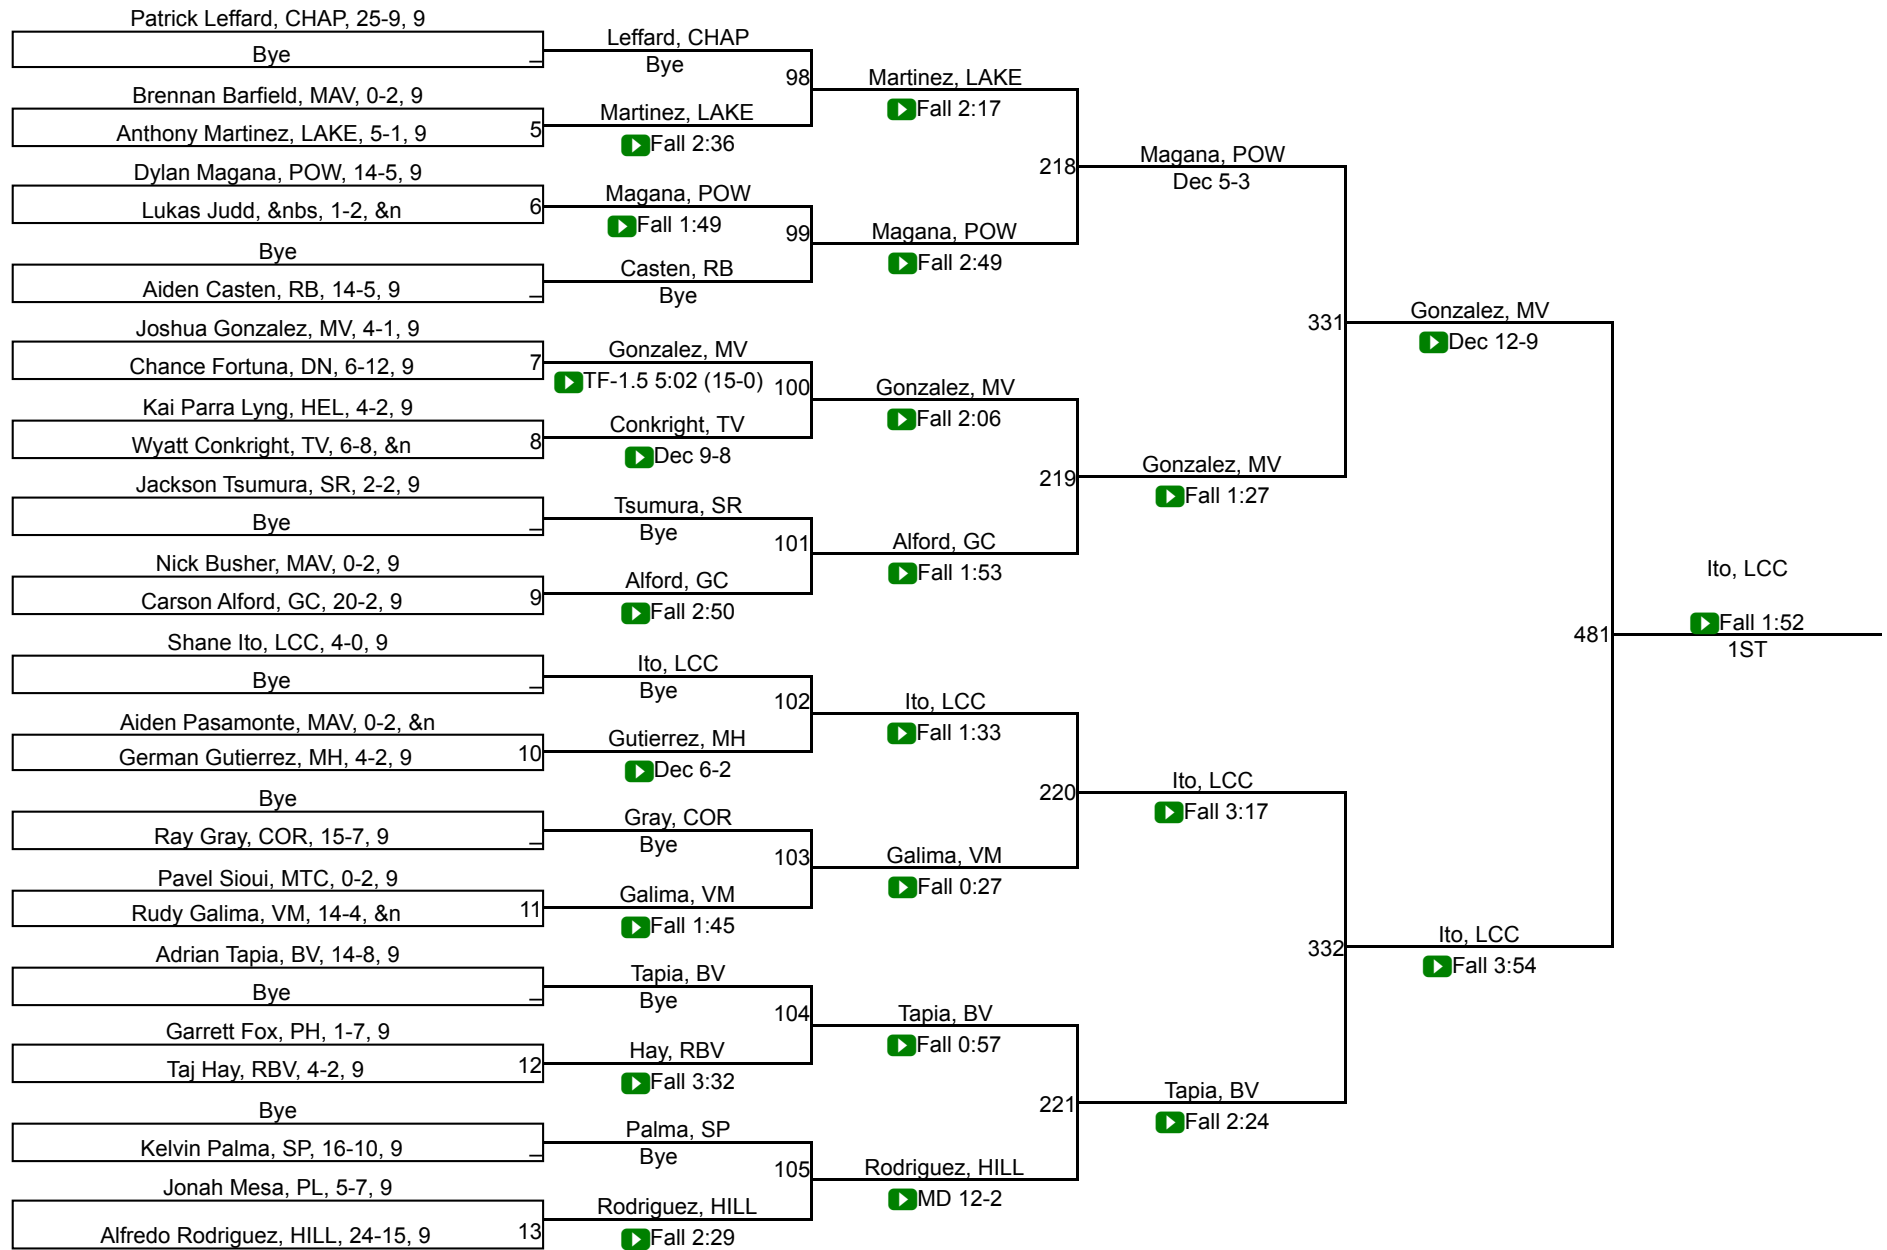 Patrick Leffard, CHAP, 25-9, 9
Bye
_
Brennan Barfield, MAV, 0-2, 9
Anthony Martinez, LAKE, 5-1, 9
5
Dylan Magana, POW, 14-5, 9
Lukas Judd, &nbs, 1-2, &n
6
Bye
Aiden Casten, RB, 14-5, 9
_
Joshua Gonzalez, MV, 4-1, 9
Chance Fortuna, DN, 6-12, 9
7
Kai Parra Lyng, HEL, 4-2, 9
Wyatt Conkright, TV, 6-8, &n
8
Jackson Tsumura, SR, 2-2, 9
Bye
_
Nick Busher, MAV, 0-2, 9
Carson Alford, GC, 20-2, 9
9
Shane Ito, LCC, 4-0, 9
Bye
_
Aiden Pasamonte, MAV, 0-2, &n
German Gutierrez, MH, 4-2, 9
10
Bye
Ray Gray, COR, 15-7, 9
_
Pavel Sioui, MTC, 0-2, 9
Rudy Galima, VM, 14-4, &n
11
Adrian Tapia, BV, 14-8, 9
Bye
_
Garrett Fox, PH, 1-7, 9
Taj Hay, RBV, 4-2, 9
12
Bye
Kelvin Palma, SP, 16-10, 9
_
Jonah Mesa, PL, 5-7, 9
Alfredo Rodriguez, HILL, 24-15, 9
13
Leffard, CHAP
Bye
98
Martinez, LAKE
Fall 2:36
Magana, POW
Fall 1:49
99
Casten, RB
Bye
Gonzalez, MV
TF-1.5 5:02 (15-0)
100
Conkright, TV
Dec 9-8
Tsumura, SR
Bye
101
Alford, GC
Fall 2:50
Ito, LCC
Bye
102
Gutierrez, MH
Dec 6-2
Gray, COR
Bye
103
Galima, VM
Fall 1:45
Tapia, BV
Bye
104
Hay, RBV
Fall 3:32
Palma, SP
Bye
105
Rodriguez, HILL
Fall 2:29
Martinez, LAKE
Fall 2:17
218
Magana, POW
Fall 2:49
Gonzalez, MV
Fall 2:06
219
Alford, GC
Fall 1:53
Ito, LCC
Fall 1:33
220
Galima, VM
Fall 0:27
Tapia, BV
Fall 0:57
221
Rodriguez, HILL
MD 12-2
Magana, POW
Dec 5-3
331
Gonzalez, MV
Fall 1:27
Ito, LCC
Fall 3:17
332
Tapia, BV
Fall 2:24
Gonzalez, MV
Dec 12-9
481
Ito, LCC
Fall 3:54
Ito, LCC
Fall 1:52
1ST